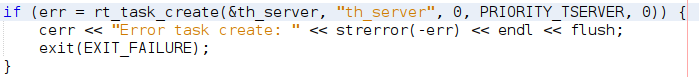 if (err = rt_task_create(&th_server, "th_server", 0, PRIORITY_TSERVER, 0)) {
    cerr << "Error task create: " << strerror(-err) << endl << flush;
    exit(EXIT_FAILURE);
}